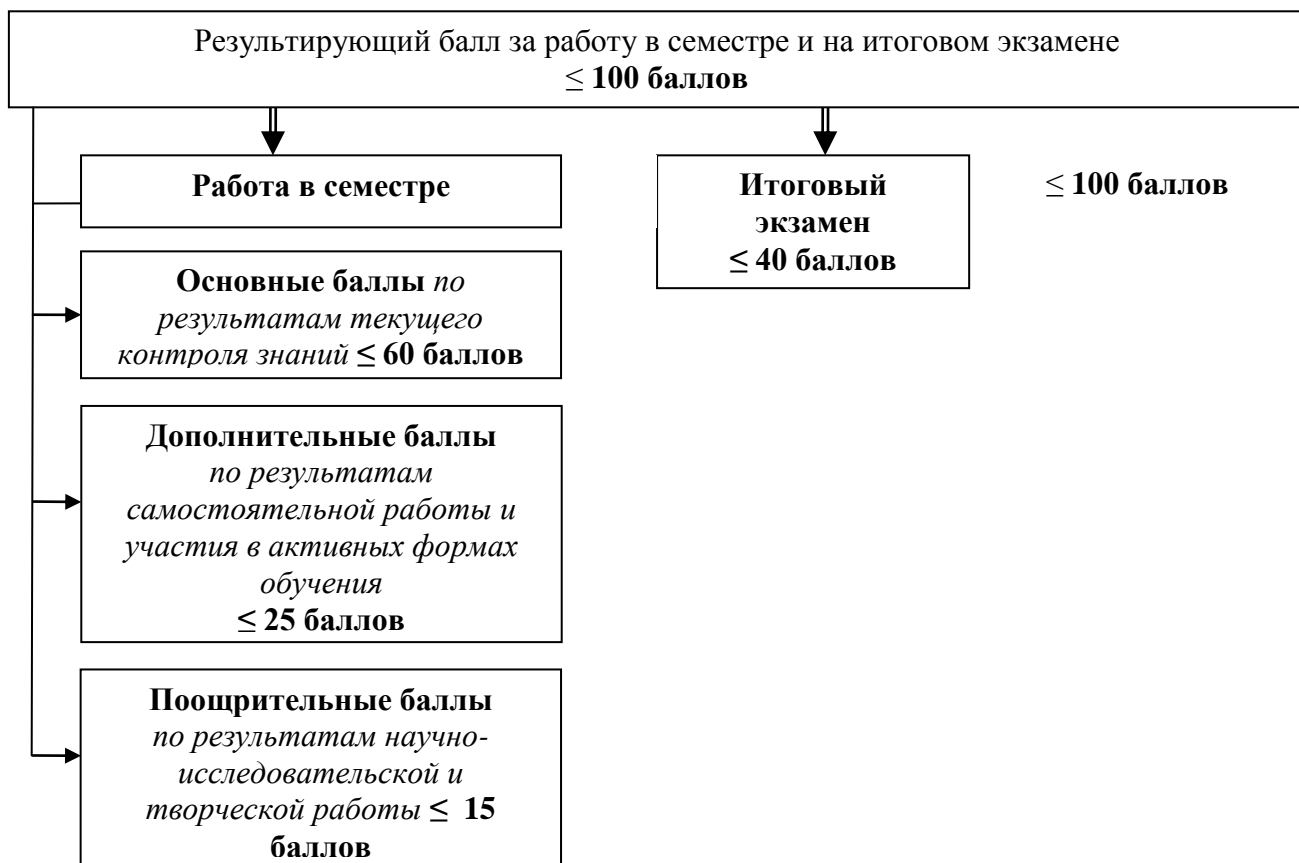 Результирующий балл за работу в семестре и на итоговом экзамене
≤ 100 баллов
Работа в семестре
Итоговый
экзамен
≤ 40 баллов
≤ 100 баллов
Основные баллы по
результатам текущего
контроля знаний ≤ 60 баллов
Дополнительные баллы
по результатам
самостоятельной работы и
участия в активных формах
обучения
≤ 25 баллов
Поощрительные баллы
по результатам научно-
исследовательской и
творческой работы ≤ 15
баллов